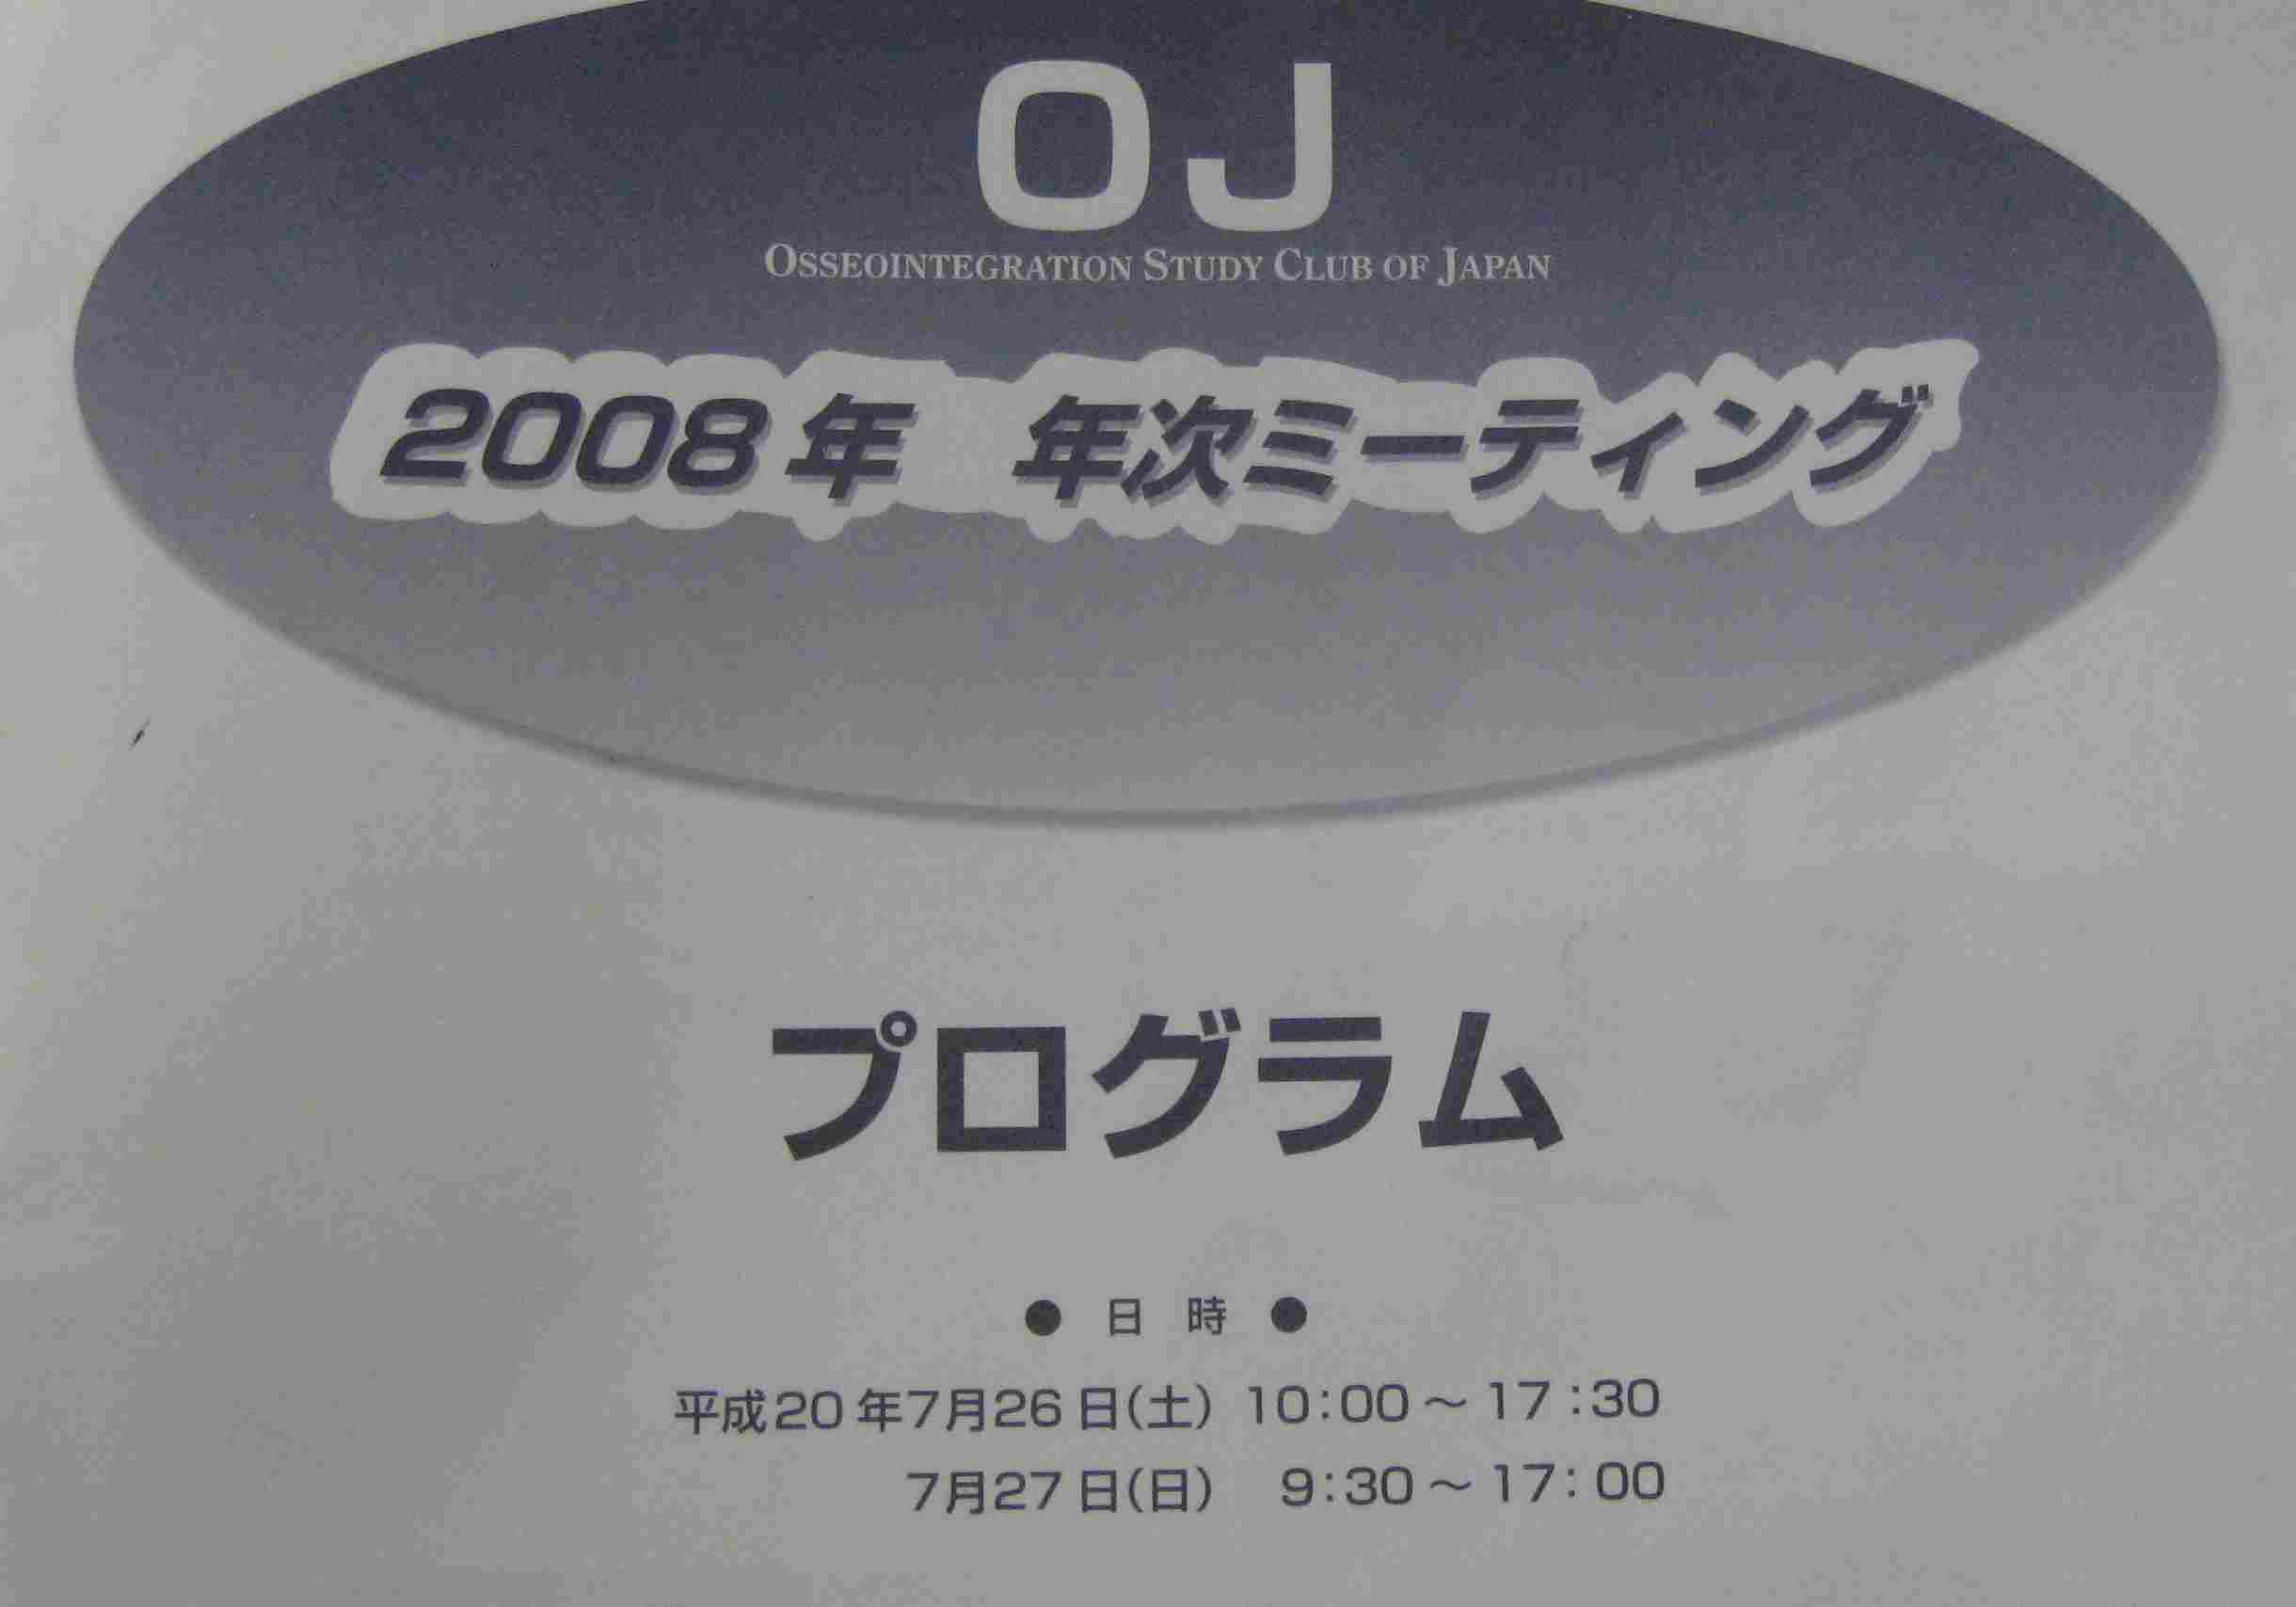 OJ
OSSEOINTEGRATION STUDY CLUB OF JAPAN
2008年 年次ミーティング
プログラム
● 日 時 ●
平成20年7月26日(土) 10:00～17:30
7月27日(日) 9:30～17:00